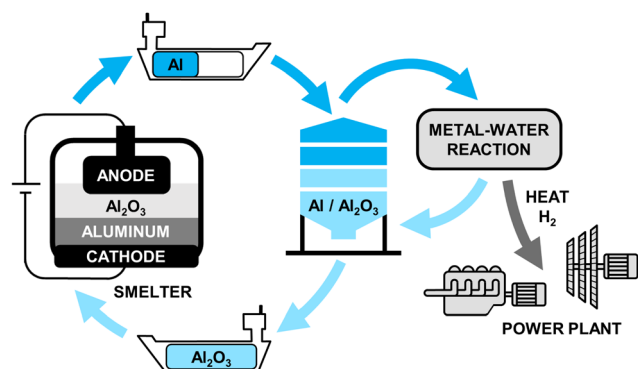 Al
METAL-WATER
REACTION
ANODE
Al₂O₃
ALUMINUM
CATHODE
SMELTER
Al / Al₂O₃
HEAT
H₂
POWER PLANT
Al₂O₃